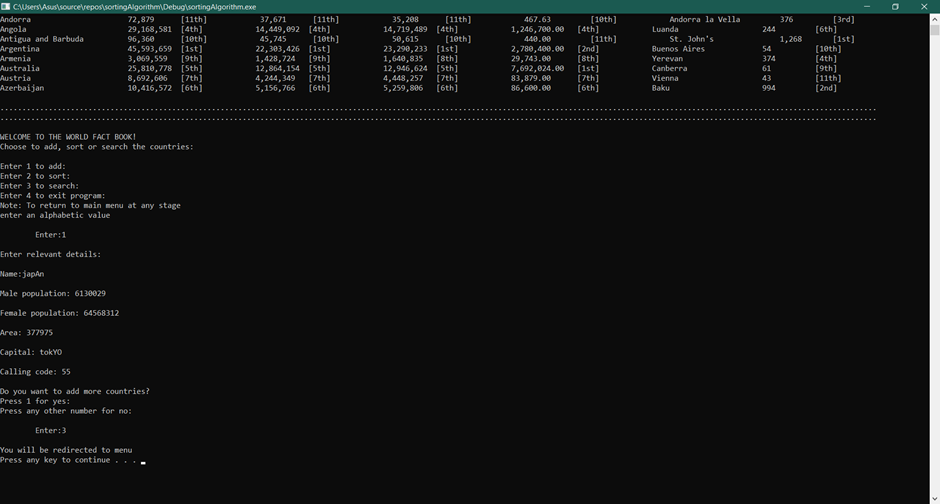 C:\Users\Asus\source\repos\sortingAlgorithm\Debug\sortingAlgorithm.exe
Andorra 72,879 [11th] 37,671 [11th] 35,208 [11th] 467.63 [10th] Andorra la Vella 376 [3rd]
Angola 29,168,581 [4th] 14,449,092 [4th] 14,719,489 [4th] 1,246,700.00 [4th] Luanda 244 [6th]
Antigua and Barbuda 96,360 [10th] 45,745 [10th] 50,615 [10th] 440.00 [11th] St. John's 1,268 [1st]
Argentina 45,593,659 [1st] 22,303,426 [1st] 23,290,233 [1st] 2,780,400.00 [2nd] Buenos Aires 54 [10th]
Armenia 3,069,559 [9th] 1,428,724 [9th] 1,640,835 [8th] 29,743.00 [8th] Yerevan 374 [4th]
Australia 25,810,778 [5th] 12,864,154 [5th] 12,946,624 [5th] 7,692,024.00 [1st] Canberra 61 [9th]
Austria 8,692,606 [7th] 4,244,349 [7th] 4,448,257 [7th] 83,879.00 [7th] Vienna 43 [11th]
Azerbaijan 10,416,572 [6th] 5,156,766 [6th] 5,259,806 [6th] 86,600.00 [6th] Baku 994 [2nd]
WELCOME TO THE WORLD FACT BOOK!
Choose to add, sort or search the countries:
Enter 1 to add:
Enter 2 to sort:
Enter 3 to search:
Enter 4 to exit program:
Note: To return to main menu at any stage
enter an alphabetic value
Enter:1
Enter relevant details:
Name:japAn
Male population: 6130029
Female population: 64568312
Area: 377975
Capital: tokYO
Calling code: 55
Do you want to add more countries?
Press 1 for yes:
Press any other number for no:
Enter:3
You will be redirected to menu
Press any key to continue . . .